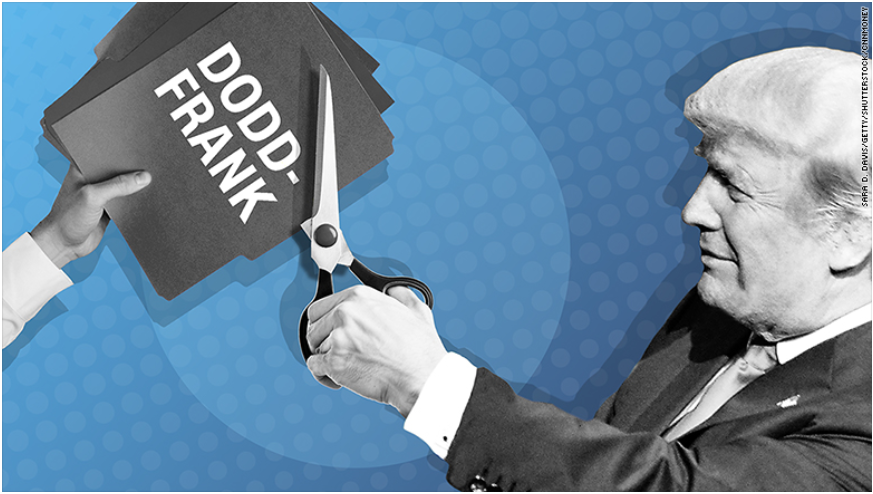 DODD-
FRANK
SARA D. DAVIS/GETTY/SHUTTERSTOCK/CNNMONEY